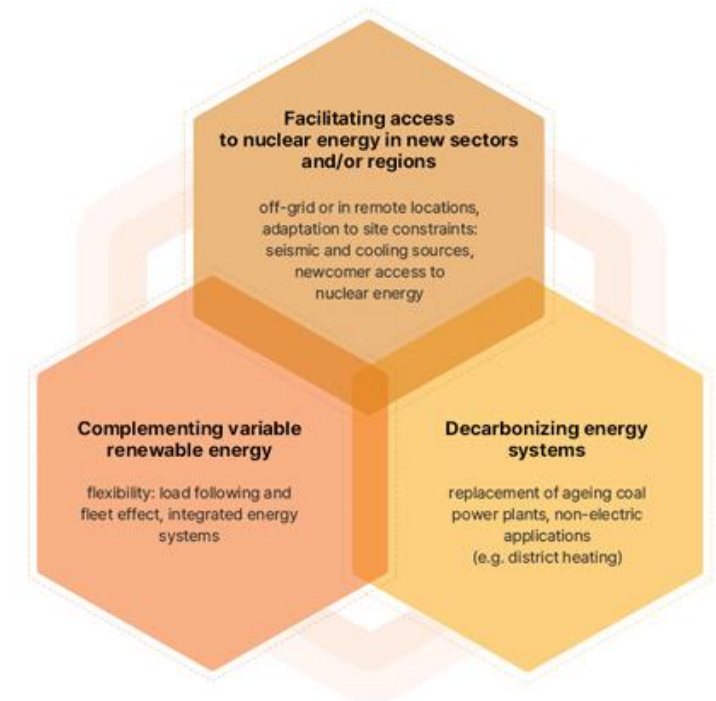 Facilitating access
to nuclear energy in new sectors
and/or regions
off-grid or in remote locations,
adaptation to site constraints:
seismic and cooling sources,
newcomer access to
nuclear energy
Complementing variable
renewable energy
flexibility: load following and
fleet effect, integrated energy
systems
Decarbonizing energy
systems
replacement of ageing coal
power plants, non-electric
applications
(e.g. district heating)